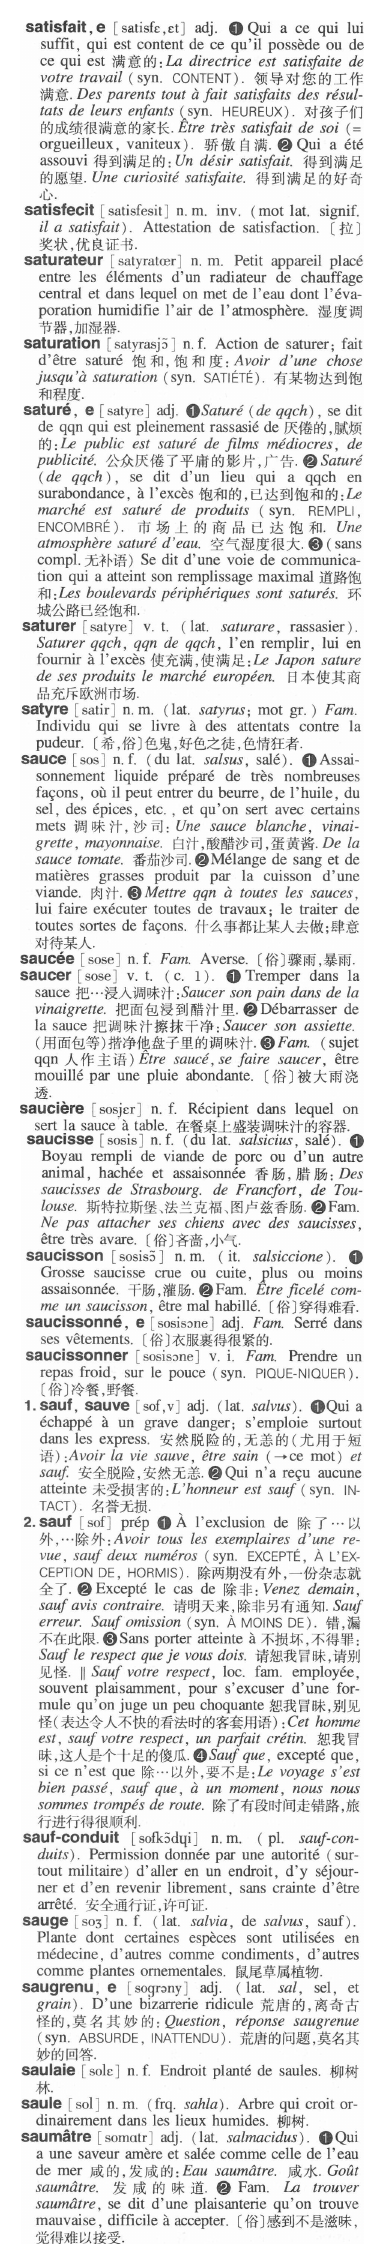 satisfait, e [satisfɛ,ɛt] adj. ❶ Qui a ce qui lui
suffit, qui est content de ce qu'il possède ou de
ce qui est 满意的:La directrice est satisfaite de
votre travail (syn. CONTENT). 领导对您的工作
满意. Des parents tout à fait satisfaits des résul-
tats de leurs enfants (syn. HEUREUX). 对孩子们
的成绩很满意的家长. Être très satisfait de soi (=
orgueilleux, vaniteux). 骄傲自满. ❷ Qui a été
assouvi 得到满足的: Un désir satisfait. 得到满足
的愿望. Une curiosité satisfaite. 得到满足的好奇
心.
satisfecit [satisfesit] n. m. inv. (mot lat. signif.
il a satisfait). Attestation de satisfaction. 〔拉〕
奖状,优良证书.
saturateur [satyratœr] n. m. Petit appareil placé
entre les éléments d'un radiateur de chauffage
central et dans lequel on met de l'eau dont l'éva-
poration humidifie l'air de l'atmosphère. 湿度调
节器,加湿器.
saturation [satyrasjɔ̃] n. f. Action de saturer; fait
d'être saturé 饱和,饱和度: Avoir d'une chose
jusqu'à saturation (syn. SATIÉTÉ). 有某物达到饱
和程度.
saturé, e [satyre] adj. ❶Saturé (de qqch), se dit
de qqn qui est pleinement rassasié de 厌倦的,腻烦
的: Le public est saturé de films médiocres, de
publicité. 公众厌倦了平庸的影片,广告. ❷ Saturé
(de qqch), se dit d'un lieu qui a qqch en
surabondance, à l'excès 饱和的,已达到饱和的:Le
marché est saturé de produits (syn. REMPLI,
ENCOMBRÉ). 市场上的商品已达饱和. Une
atmosphère saturé d'eau. 空气湿度很大. ❸ (sans
compl. 无补语) Se dit d'une voie de communica-
tion qui a atteint son remplissage maximal 道路饱
和:Les boulevards périphériques sont saturés. 环
城公路已经饱和.
saturer [satyre] v. t. (lat. saturare, rassasier).
Saturer qqch, qqn de qqch, l'en remplir, lui en
fournir à l'excès 使充满,使满足:Le Japon sature
de ses produits le marché européen. 日本使其商
品充斥欧洲市场.
satyre [satir] n. m. (lat. satyrus; mot gr.) Fam.
Individu qui se livre à des attentats contre la
pudeur. 〔希,俗〕色鬼,好色之徒,色情狂者.
sauce [sos] n. f. (du lat. salsus, salé). ❶ Assai-
sonnement liquide préparé de très nombreuses
façons, où il peut entrer du beurre, de l'huile, du
sel, des épices, etc., et qu'on sert avec certains
mets 调味汁,沙司: Une sauce blanche, vinai-
grette, mayonnaise. 白汁,酸醋沙司,蛋黄酱. De la
sauce tomate. 番茄沙司. ❷Mélange de sang et de
matières grasses produit par la cuisson d'une
viande. 肉汁. ❸ Mettre qqn à toutes les sauces,
lui faire exécuter toutes de travaux; le traiter de
toutes sortes de façons. 什么事都让某人去做;肆意
对待某人.
saucée [sose] n. f. Fam. Averse. 〔俗〕骤雨,暴雨.
saucer [sose] v. t. (c. 1). ❶ Tremper dans la
sauce 把…浸入调味汁:Saucer son pain dans de la
vinaigrette. 把面包浸到醋汁里. ❷ Débarrasser de
la sauce 把调味汁擦抹干净: Saucer son assiette.
(用面包等)揩净他盘子里的调味汁. ❸ Fam. (sujet
qqn 人作主语) Être saucé, se faire saucer, être
mouillé par une pluie abondante. 〔俗〕被大雨浇
透.
saucière [sosjɛr] n. f. Récipient dans lequel on
sert la sauce à table. 在餐桌上盛装调味汁的容器.
saucisse [sosis] n. f. (du lat. salsicius, salé). ❶
Boyau rempli de viande de porc ou d'un autre
animal, hachée et assaisonnée 香肠,腊肠: Des
saucisses de Strasbourg. de Francfort, de Tou-
louse. 斯特拉斯堡、法兰克福、图卢兹香肠. ❷ Fam.
Ne pas attacher ses chiens avec des saucisses,
être très avare. 〔俗〕吝啬,小气.
saucisson [sosisɔ̃] n. m. (it. salsiccione). ❶
Grosse saucisse crue ou cuite, plus ou moins
assaisonnée. 干肠,灌肠. ❷ Fam. Être ficelé com-
me un saucisson, être mal habillé. 〔俗〕穿得难看.
saucissonné, e [sosisɔne] adj. Fam. Serré dans
ses vêtements. 〔俗〕衣服裹得很紧的.
saucissonner [sosisɔne] v. i. Fam. Prendre un
repas froid, sur le pouce (syn. PIQUE-NIQUER).
〔俗〕冷餐,野餐.
1. sauf, sauve [sof,v] adj. (lat. salvus). ❶Qui a
échappé à un grave danger; s'emploie surtout
dans les express. 安然脱险的,无恙的(尤用于短
语):Avoir la vie sauve, être sain (→ce mot) et
sauf. 安全脱险,安然无恙. ❷ Qui n'a reçu aucune
atteinte 未受损害的:L'honneur est sauf (syn. IN-
TACT). 名誉无损.
2. sauf [sof] prép ❶ À l'exclusion de 除了…以
外,…除外:Avoir tous les exemplaires d'une re-
vue, sauf deux numéros (syn. EXCEPTÉ, À L'EX-
CEPTION DE, HORMIS). 除两期没有外,一份杂志就
全了. ❷ Excepté le cas de 除非: Venez demain,
sauf avis contraire. 请明天来,除非另有通知. Sauf
erreur. Sauf omission (syn. À MOINS DE). 错,漏
不在此限. ❸ Sans porter atteinte à 不损坏,不得罪:
Sauf le respect que je vous dois. 请恕我冒昧,请别
见怪. ‖ Sauf votre respect, loc. fam. employée,
souvent plaisamment, pour s'excuser d'une for-
mule qu'on juge un peu choquante 恕我冒昧,别见
怪(表达令人不快的看法时的客套用语):Cet homme
est, sauf votre respect, un parfait crétin. 恕我冒
昧,这人是个十足的傻瓜. ❹Sauf que, excepté que,
si ce n'est que 除…以外,要不是:Le voyage s'est
bien passé, sauf que, à un moment, nous nous
sommes trompés de route. 除了有段时间走错路,旅
行进行得很顺利.
sauf-conduit [sofkɔ̃dɥi] n. m. (pl. sauf-con-
duits). Permission donnée par une autorité (sur-
tout militaire) d'aller en un endroit, d'y séjour-
ner et d'en revenir librement, sans crainte d'être
arrêté. 安全通行证,许可证.
sauge [soʒ] n. f. (lat. salvia, de salvus, sauf).
Plante dont certaines espèces sont utilisées en
médecine, d'autres comme condiments, d'autres
comme plantes ornementales. 鼠尾草属植物.
saugrenu, e [sogrəny] adj. (lat. sal, sel, et
grain). D'une bizarrerie ridicule 荒唐的,离奇古
怪的,莫名其妙的: Question, réponse saugrenue
(syn. ABSURDE, INATTENDU). 荒唐的问题,莫名其
妙的回答.
saulaie [solɛ] n. f. Endroit planté de saules. 柳树
林.
saule [sol] n. m. (frq. sahla). Arbre qui croit or-
dinairement dans les lieux humides. 柳树.
saumâtre [somɑtr] adj. (lat. salmacidus). ❶Qui
a une saveur amère et salée comme celle de l'eau
de mer 咸的,发咸的: Eau saumâtre. 咸水. Goût
saumâtre. 发咸的味道. ❷ Fam. La trouver
saumâtre, se dit d'une plaisanterie qu'on trouve
mauvaise, difficile à accepter. 〔俗〕感到不是滋味,
觉得难以接受.